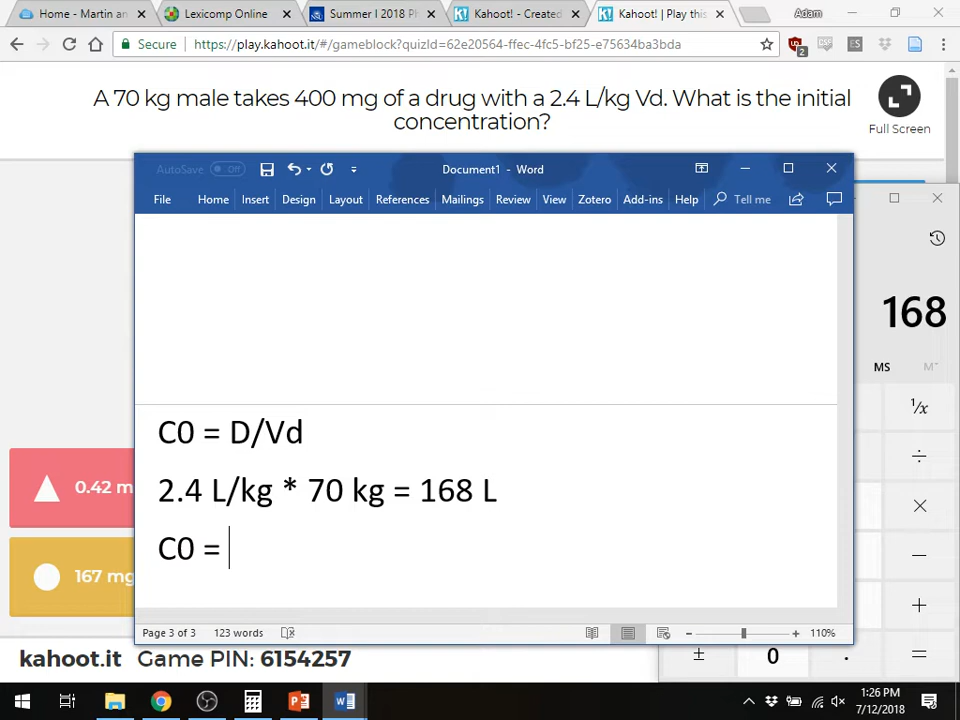 Home - Martin an
Lexicomp Online
Summer I 2018 Ph
Kahoot! - Created
Kahoot! | Play this
Adam
Secure
https://play.kahoot.it/#/gameblock?quizId=62e20564-ffec-4fc5-bf25-e75634ba3bda
2
ES
A 70 kg male takes 400 mg of a drug with a 2.4 L/kg Vd. What is the initial
concentration?
Full Screen
AutoSave Off
Document1 - Word
File Home Insert Design Layout References Mailings Review View Zotero Add-ins Help Tell me
168
MS
¹/x
÷
×
−
+
=
±
0
.
C0 = D/Vd
2.4 L/kg * 70 kg = 168 L
C0 =
0.42 m
167 mg
Page 3 of 3 123 words
110%
kahoot.it Game PIN: 6154257
1:26 PM
7/12/2018